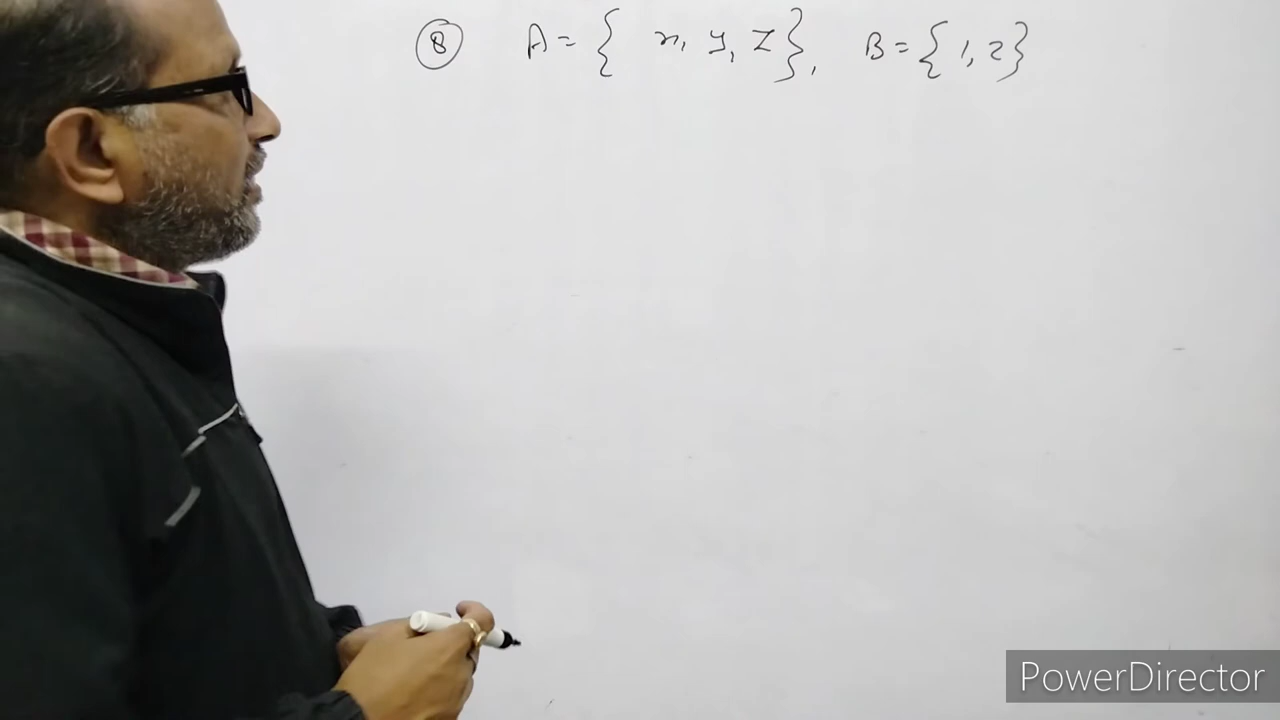 8 A = { x, y, z }, B = { 1, 2 }
PowerDirector